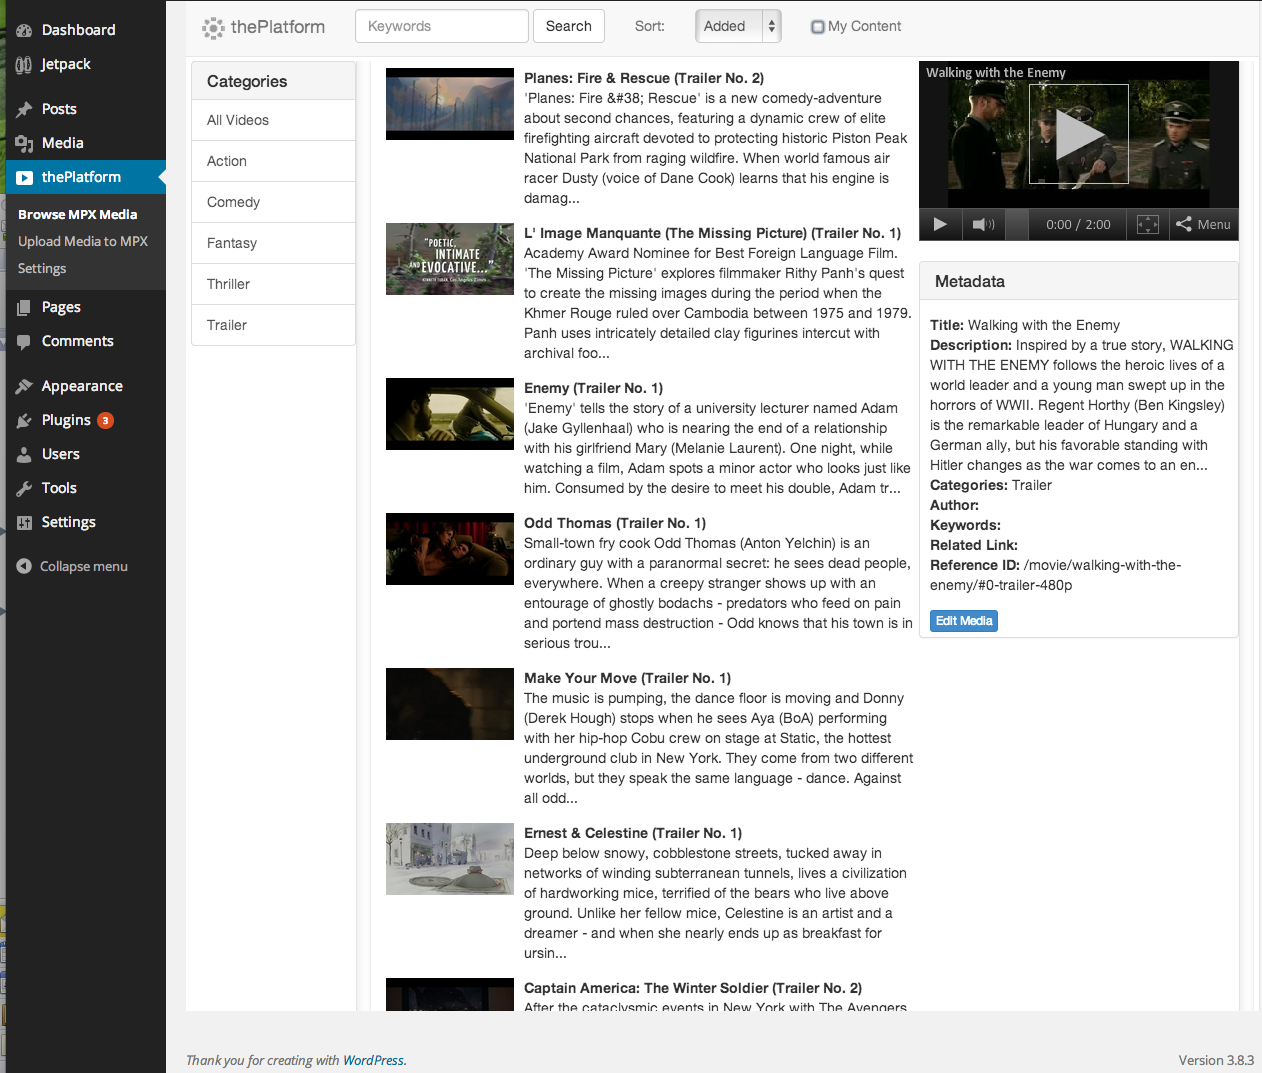 Dashboard
Jetpack
Posts
Media
thePlatform
Browse MPX Media
Upload Media to MPX
Settings
Pages
Comments
Appearance
Plugins 3
Users
Tools
Settings
Collapse menu
thePlatform
Keywords
Search
Sort:
Added
My Content
Categories
All Videos
Action
Comedy
Fantasy
Thriller
Trailer
Planes: Fire & Rescue (Trailer No. 2)
'Planes: Fire &#38; Rescue' is a new comedy-adventure
about second chances, featuring a dynamic crew of elite
firefighting aircraft devoted to protecting historic Piston Peak
National Park from raging wildfire. When world famous air
racer Dusty (voice of Dane Cook) learns that his engine is
damag...
"POETIC,
INTIMATE
AND EVOCATIVE..."
L' Image Manquante (The Missing Picture) (Trailer No. 1)
Academy Award Nominee for Best Foreign Language Film.
'The Missing Picture' explores filmmaker Rithy Panh's quest
to create the missing images during the period when the
Khmer Rouge ruled over Cambodia between 1975 and 1979.
Panh uses intricately detailed clay figurines intercut with
archival foo...
Enemy (Trailer No. 1)
'Enemy' tells the story of a university lecturer named Adam
(Jake Gyllenhaal) who is nearing the end of a relationship
with his girlfriend Mary (Melanie Laurent). One night, while
watching a film, Adam spots a minor actor who looks just like
him. Consumed by the desire to meet his double, Adam tr...
Odd Thomas (Trailer No. 1)
Small-town fry cook Odd Thomas (Anton Yelchin) is an
ordinary guy with a paranormal secret: he sees dead people,
everywhere. When a creepy stranger shows up with an
entourage of ghostly bodachs - predators who feed on pain
and portend mass destruction - Odd knows that his town is in
serious trou...
Make Your Move (Trailer No. 1)
The music is pumping, the dance floor is moving and Donny
(Derek Hough) stops when he sees Aya (BoA) performing
with her hip-hop Cobu crew on stage at Static, the hottest
underground club in New York. They come from two different
worlds, but they speak the same language - dance. Against
all odd...
Ernest & Celestine (Trailer No. 1)
Deep below snowy, cobblestone streets, tucked away in
networks of winding subterranean tunnels, lives a civilization
of hardworking mice, terrified of the bears who live above
ground. Unlike her fellow mice, Celestine is an artist and a
dreamer - and when she nearly ends up as breakfast for
ursin...
Captain America: The Winter Soldier (Trailer No. 2)
After the cataclysmic events in New York with The Avengers,
Walking with the Enemy
0:00 / 2:00
Menu
Metadata
Title: Walking with the Enemy
Description: Inspired by a true story, WALKING
WITH THE ENEMY follows the heroic lives of a
world leader and a young man swept up in the
horrors of WWII. Regent Horthy (Ben Kingsley)
is the remarkable leader of Hungary and a
German ally, but his favorable standing with
Hitler changes as the war comes to an en...
Categories: Trailer
Author:
Keywords:
Related Link:
Reference ID: /movie/walking-with-the-
enemy/#0-trailer-480p
Edit Media
Thank you for creating with WordPress.
Version 3.8.3